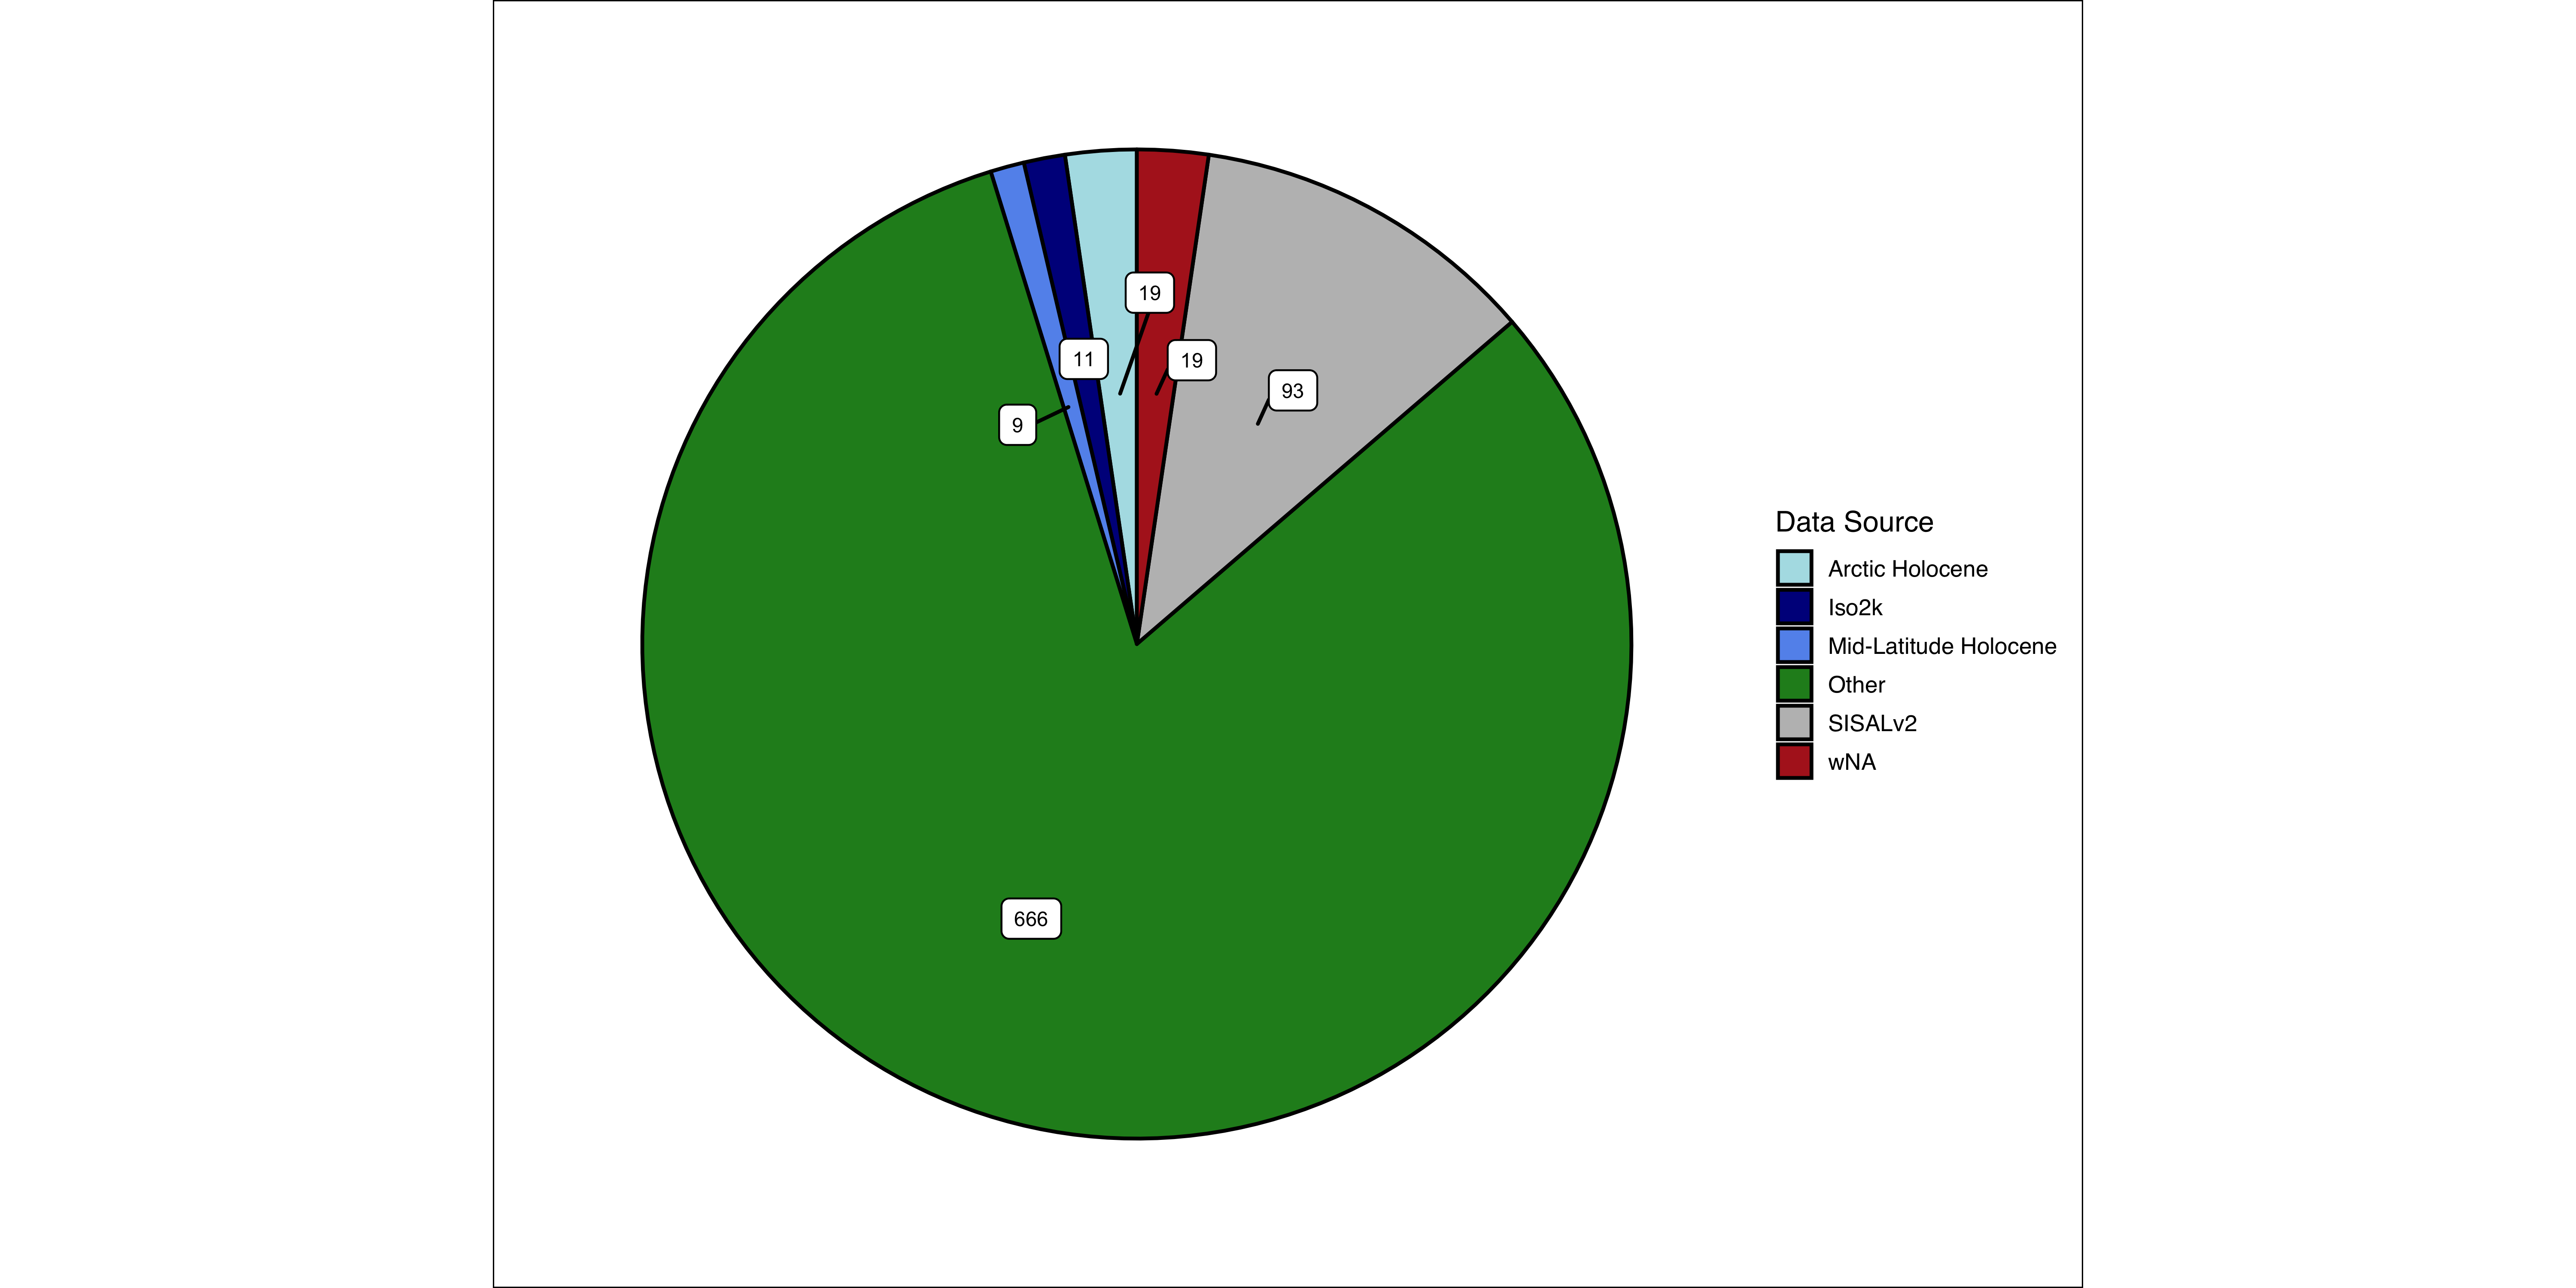 19
11
19
93
9
666
Data Source
Arctic Holocene
Iso2k
Mid-Latitude Holocene
Other
SISALv2
wNA